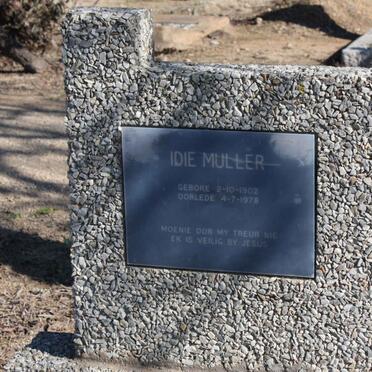 IDIE MULLER
GEBORE 2-10-1902
OORLEDE 4-7-1978
MOENIE OOR MY TREUR NIE
EK IS VEILIG BY JESUS